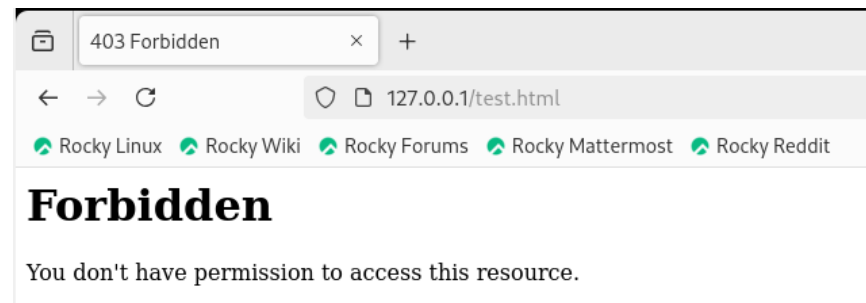 403 Forbidden
127.0.0.1/test.html
Rocky Linux Rocky Wiki Rocky Forums Rocky Mattermost Rocky Reddit
Forbidden
You don't have permission to access this resource.